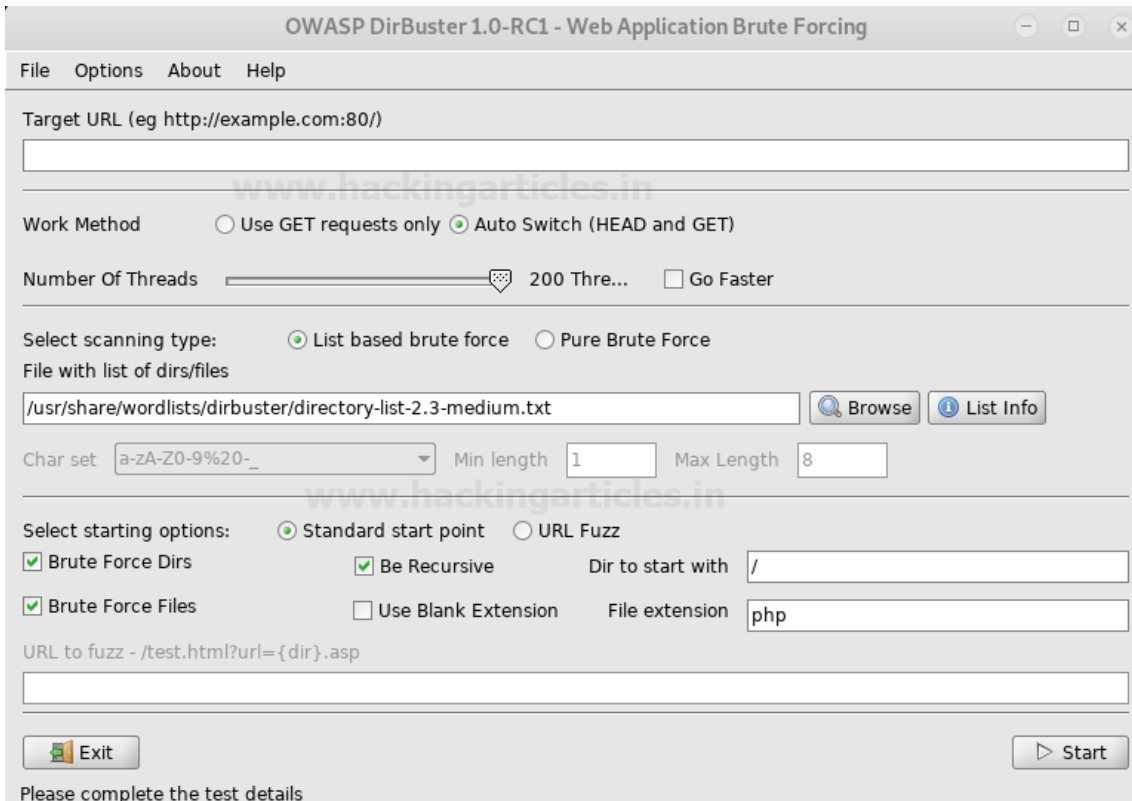 OWASP DirBuster 1.0-RC1 - Web Application Brute Forcing
File Options About Help
Target URL (eg http://example.com:80/)
www.hackingarticles.in
Work Method Use GET requests only Auto Switch (HEAD and GET)
Number Of Threads 200 Thre... Go Faster
Select scanning type: List based brute force Pure Brute Force
File with list of dirs/files
/usr/share/wordlists/dirbuster/directory-list-2.3-medium.txt Browse List Info
Char set a-zA-Z0-9%20-_ Min length 1 Max Length 8
www.hackingarticles.in
Select starting options: Standard start point URL Fuzz
Brute Force Dirs Be Recursive Dir to start with /
Brute Force Files Use Blank Extension File extension php
URL to fuzz - /test.html?url={dir}.asp
Exit Start
Please complete the test details